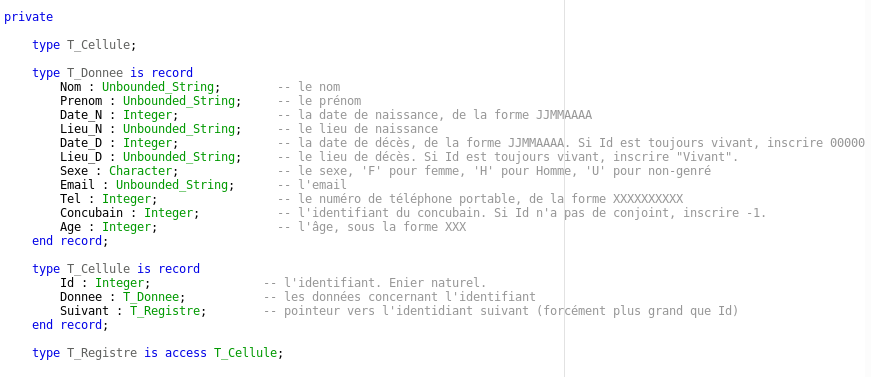 private
type T_Cellule;
type T_Donnee is record
Nom : Unbounded_String; -- le nom
Prenom : Unbounded_String; -- le prénom
Date_N : Integer; -- la date de naissance, de la forme JJMMAAAA
Lieu_N : Unbounded_String; -- le lieu de naissance
Date_D : Integer; -- la date de décès, de la forme JJMMAAAA. Si Id est toujours vivant, inscrire 00000
Lieu_D : Unbounded_String; -- le lieu de décès. Si Id est toujours vivant, inscrire "Vivant".
Sexe : Character; -- le sexe, 'F' pour femme, 'H' pour Homme, 'U' pour non-genré
Email : Unbounded_String; -- l'email
Tel : Integer; -- le numéro de téléphone portable, de la forme XXXXXXXXXX
Concubain : Integer; -- l'identifiant du concubain. Si Id n'a pas de conjoint, inscrire -1.
Age : Integer; -- l'âge, sous la forme XXX
end record;
type T_Cellule is record
Id : Integer; -- l'identifiant. Enier naturel.
Donnee : T_Donnee; -- les données concernant l'identifiant
Suivant : T_Registre; -- pointeur vers l'identidiant suivant (forcément plus grand que Id)
end record;
type T_Registre is access T_Cellule;